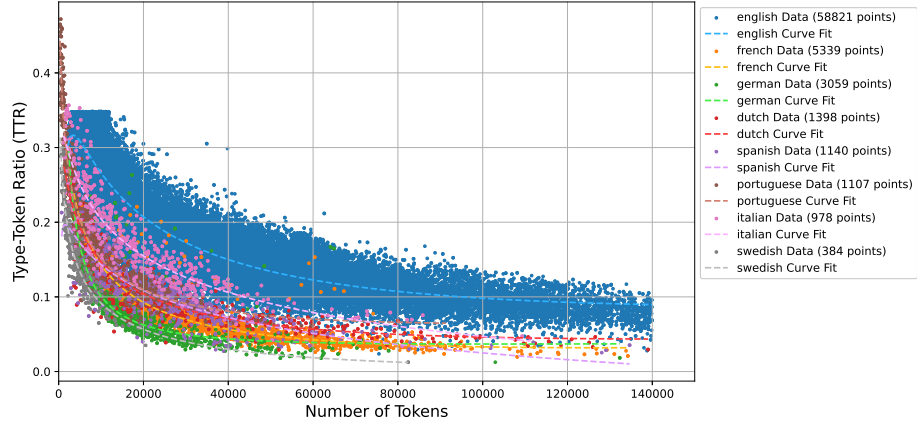 Type-Token Ratio (TTR)
0.4
0.3
0.2
0.1
0.0
0
20000
40000
60000
80000
100000
120000
140000
Number of Tokens
english Data (58821 points)
english Curve Fit
french Data (5339 points)
french Curve Fit
german Data (3059 points)
german Curve Fit
dutch Data (1398 points)
dutch Curve Fit
spanish Data (1140 points)
spanish Curve Fit
portuguese Data (1107 points)
portuguese Curve Fit
italian Data (978 points)
italian Curve Fit
swedish Data (384 points)
swedish Curve Fit